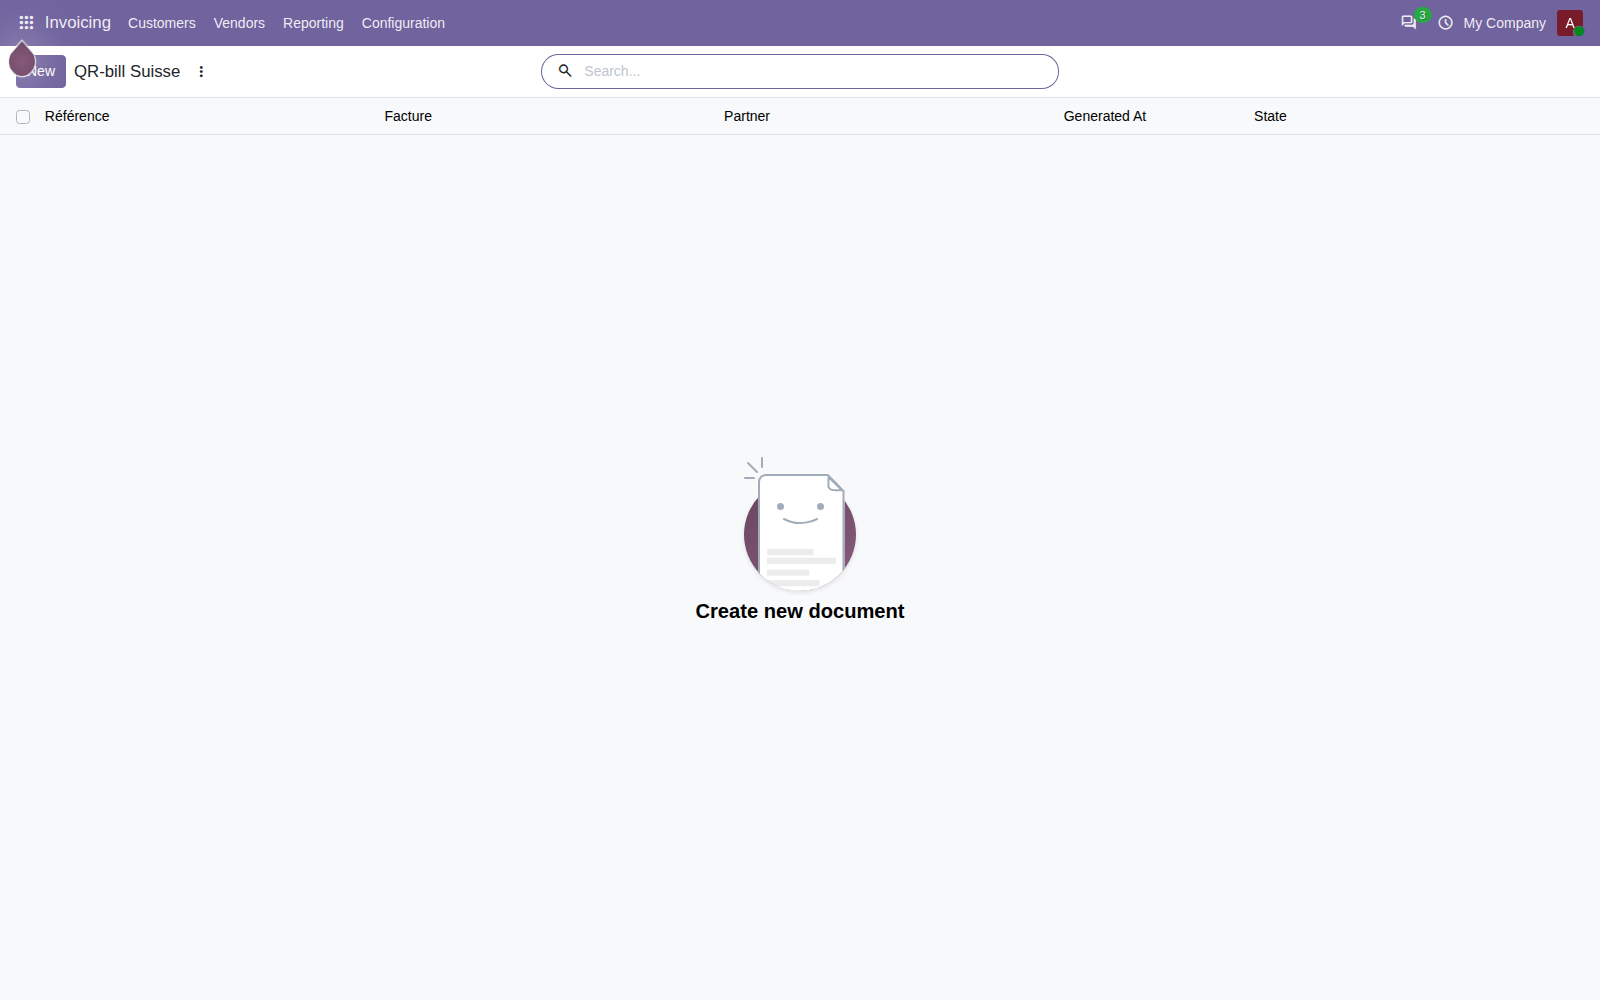 Invoicing Customers Vendors Reporting Configuration 3 My Company A
New QR-bill Suisse Search...
Référence Facture Partner Generated At State
Create new document